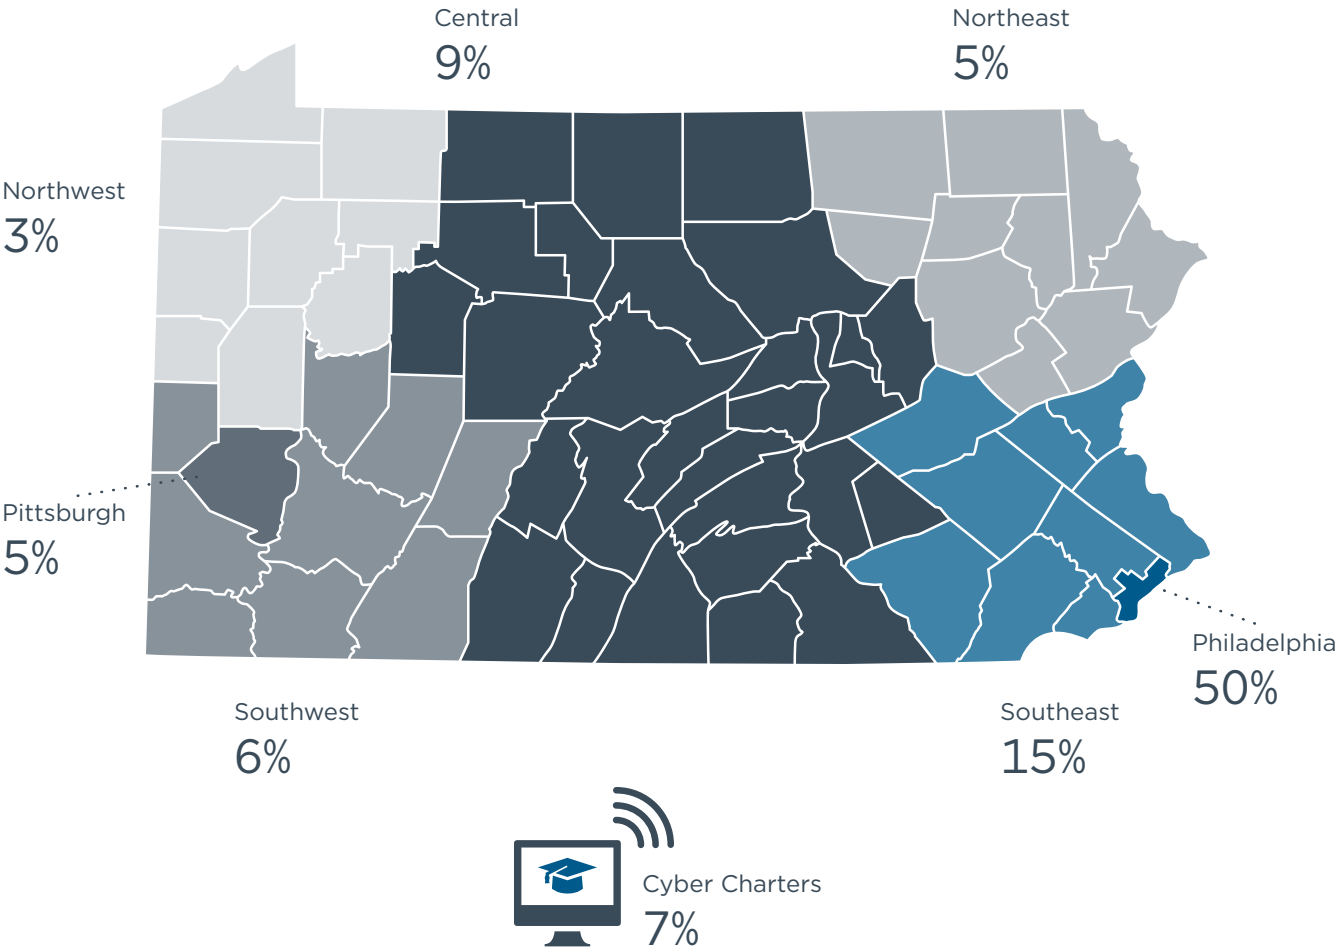 Central
9%
Northeast
5%
Northwest
3%
Pittsburgh
5%
Philadelphia
50%
Southwest
6%
Southeast
15%
Cyber Charters
7%